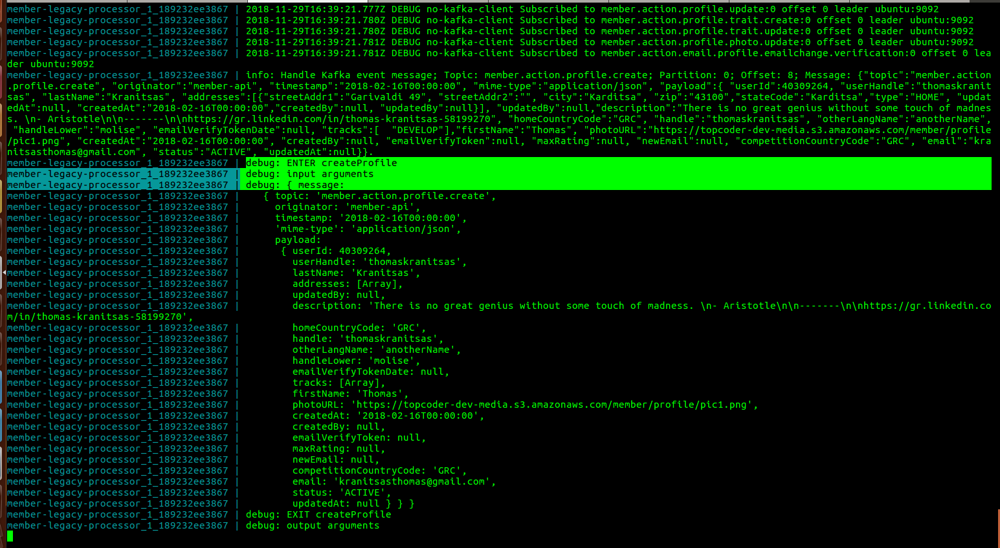 member-legacy-processor_1_189232ee3867 | 2018-11-29T16:39:21.777Z DEBUG no-kafka-client Subscribed to member.action.profile.update:0 offset 0 leader ubuntu:9092
member-legacy-processor_1_189232ee3867 | 2018-11-29T16:39:21.780Z DEBUG no-kafka-client Subscribed to member.action.profile.trait.create:0 offset 0 leader ubuntu:9092
member-legacy-processor_1_189232ee3867 | 2018-11-29T16:39:21.780Z DEBUG no-kafka-client Subscribed to member.action.profile.trait.update:0 offset 0 leader ubuntu:9092
member-legacy-processor_1_189232ee3867 | 2018-11-29T16:39:21.781Z DEBUG no-kafka-client Subscribed to member.action.profile.photo.update:0 offset 0 leader ubuntu:9092
member-legacy-processor_1_189232ee3867 | 2018-11-29T16:39:21.781Z DEBUG no-kafka-client Subscribed to member.action.email.profile.emailchange.verification:0 offset 0 lea
der ubuntu:9092
member-legacy-processor_1_189232ee3867 | info: Handle Kafka event message; Topic: member.action.profile.create; Partition: 0; Offset: 8; Message: {"topic":"member.action
.profile.create", "originator":"member-api", "timestamp":"2018-02-16T00:00:00", "mime-type":"application/json", "payload":{ "userId":40309264, "userHandle":"thomaskranit
sas", "lastName":"Kranitsas", "addresses":[{"streetAddr1":"Garivaldi 49", "streetAddr2":"", "city":"Karditsa", "zip":"43100","stateCode":"Karditsa","type":"HOME", "updat
edAt":null, "createdAt":"2018-02-16T00:00:00","createdBy":null, "updatedBy":null}], "updatedBy":null,"description":"There is no great genius without some touch of madnes
s. \n- Aristotle\n\n-------\n\nhttps://gr.linkedin.com/in/thomas-kranitsas-58199270", "homeCountryCode":"GRC", "handle":"thomaskranitsas", "otherLangName":"anotherName",
 "handleLower":"molise", "emailVerifyTokenDate":null, "tracks":[  "DEVELOP"],"firstName":"Thomas", "photoURL":"https://topcoder-dev-media.s3.amazonaws.com/member/profile
/pic1.png", "createdAt":"2018-02-16T00:00:00", "createdBy":null, "emailVerifyToken":null, "maxRating":null, "newEmail":null, "competitionCountryCode":"GRC", "email":"kra
nitsasthomas@gmail.com", "status":"ACTIVE", "updatedAt":null}}.
member-legacy-processor_1_189232ee3867 | debug: ENTER createProfile
member-legacy-processor_1_189232ee3867 | debug: input arguments
member-legacy-processor_1_189232ee3867 | debug: { message:
member-legacy-processor_1_189232ee3867 |    { topic: 'member.action.profile.create',
member-legacy-processor_1_189232ee3867 |      originator: 'member-api',
member-legacy-processor_1_189232ee3867 |      timestamp: '2018-02-16T00:00:00',
member-legacy-processor_1_189232ee3867 |      'mime-type': 'application/json',
member-legacy-processor_1_189232ee3867 |      payload:
member-legacy-processor_1_189232ee3867 |       { userId: 40309264,
member-legacy-processor_1_189232ee3867 |         userHandle: 'thomaskranitsas',
member-legacy-processor_1_189232ee3867 |         lastName: 'Kranitsas',
member-legacy-processor_1_189232ee3867 |         addresses: [Array],
member-legacy-processor_1_189232ee3867 |         updatedBy: null,
member-legacy-processor_1_189232ee3867 |         description: 'There is no great genius without some touch of madness. \n- Aristotle\n\n-------\n\nhttps://gr.linkedin.co
m/in/thomas-kranitsas-58199270',
member-legacy-processor_1_189232ee3867 |         homeCountryCode: 'GRC',
member-legacy-processor_1_189232ee3867 |         handle: 'thomaskranitsas',
member-legacy-processor_1_189232ee3867 |         otherLangName: 'anotherName',
member-legacy-processor_1_189232ee3867 |         handleLower: 'molise',
member-legacy-processor_1_189232ee3867 |         emailVerifyTokenDate: null,
member-legacy-processor_1_189232ee3867 |         tracks: [Array],
member-legacy-processor_1_189232ee3867 |         firstName: 'Thomas',
member-legacy-processor_1_189232ee3867 |         photoURL: 'https://topcoder-dev-media.s3.amazonaws.com/member/profile/pic1.png',
member-legacy-processor_1_189232ee3867 |         createdAt: '2018-02-16T00:00:00',
member-legacy-processor_1_189232ee3867 |         createdBy: null,
member-legacy-processor_1_189232ee3867 |         emailVerifyToken: null,
member-legacy-processor_1_189232ee3867 |         maxRating: null,
member-legacy-processor_1_189232ee3867 |         newEmail: null,
member-legacy-processor_1_189232ee3867 |         competitionCountryCode: 'GRC',
member-legacy-processor_1_189232ee3867 |         email: 'kranitsasthomas@gmail.com',
member-legacy-processor_1_189232ee3867 |         status: 'ACTIVE',
member-legacy-processor_1_189232ee3867 |         updatedAt: null } } }
member-legacy-processor_1_189232ee3867 | debug: EXIT createProfile
member-legacy-processor_1_189232ee3867 | debug: output arguments